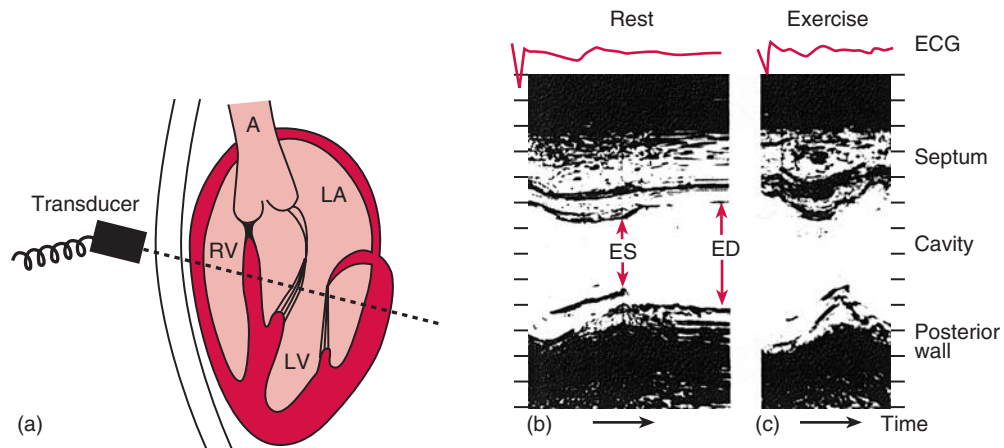 Rest
Exercise
ECG
A
LA
Septum
Transducer
RV
ES
ED
Cavity
LV
Posterior
wall
(a)
(b)
(c)
Time